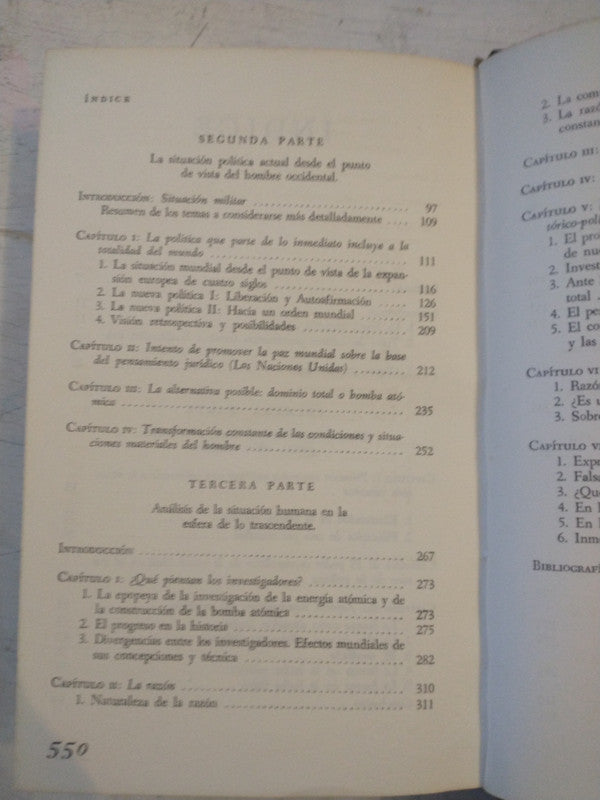 ÍNDICE
SEGUNDA PARTE
La situación política actual desde el punto
de vista del hombre occidental.
INTRODUCCIÓN: Situación militar ........ 97
Resumen de los temas a considerarse más detalladamente .... 109
CAPÍTULO I: La política que parte de lo inmediato incluye a la
totalidad del mundo ........ 111
1. La situación mundial desde el punto de vista de la expan-
sión europea de cuatro siglos ........ 116
2. La nueva política I: Liberación y Autoafirmación ........ 126
3. La nueva política II: Hacia un orden mundial ........ 151
4. Visión retrospectiva y posibilidades ........ 209
CAPÍTULO II: Intento de promover la paz mundial sobre la base
del pensamiento jurídico (Las Naciones Unidas) ........ 212
CAPÍTULO III: La alternativa posible: dominio total o bomba ató-
mica ........ 235
CAPÍTULO IV: Transformación constante de las condiciones y situa-
ciones materiales del hombre ........ 252
TERCERA PARTE
Análisis de la situación humana en la
esfera de lo trascendente.
INTRODUCCIÓN ........ 267
CAPÍTULO I: ¿Qué piensan los investigadores? ........ 273
1. La epopeya de la investigación de la energía atómica y de
la construcción de la bomba atómica ........ 273
2. El progreso en la historia ........ 275
3. Divergencias entre los investigadores. Efectos mundiales de
sus concepciones y técnica ........ 282
CAPÍTULO II: La razón ........ 310
1. Naturaleza de la razón ........ 311
550
2. La com
3. La razó
constan
CAPÍTULO III:
CAPÍTULO IV:
CAPÍTULO V:
tórico-pol
1. El pro
de nue
2. Invest
3. Ante
total
4. El pe
5. El co
y las
CAPÍTULO VI
1. Razón
2. ¿Es u
3. Sobre
CAPÍTULO V
1. Expe
2. Falsa
3. ¿Qué
4. En l
5. En l
6. Inmo
BIBLIOGRAFÍ